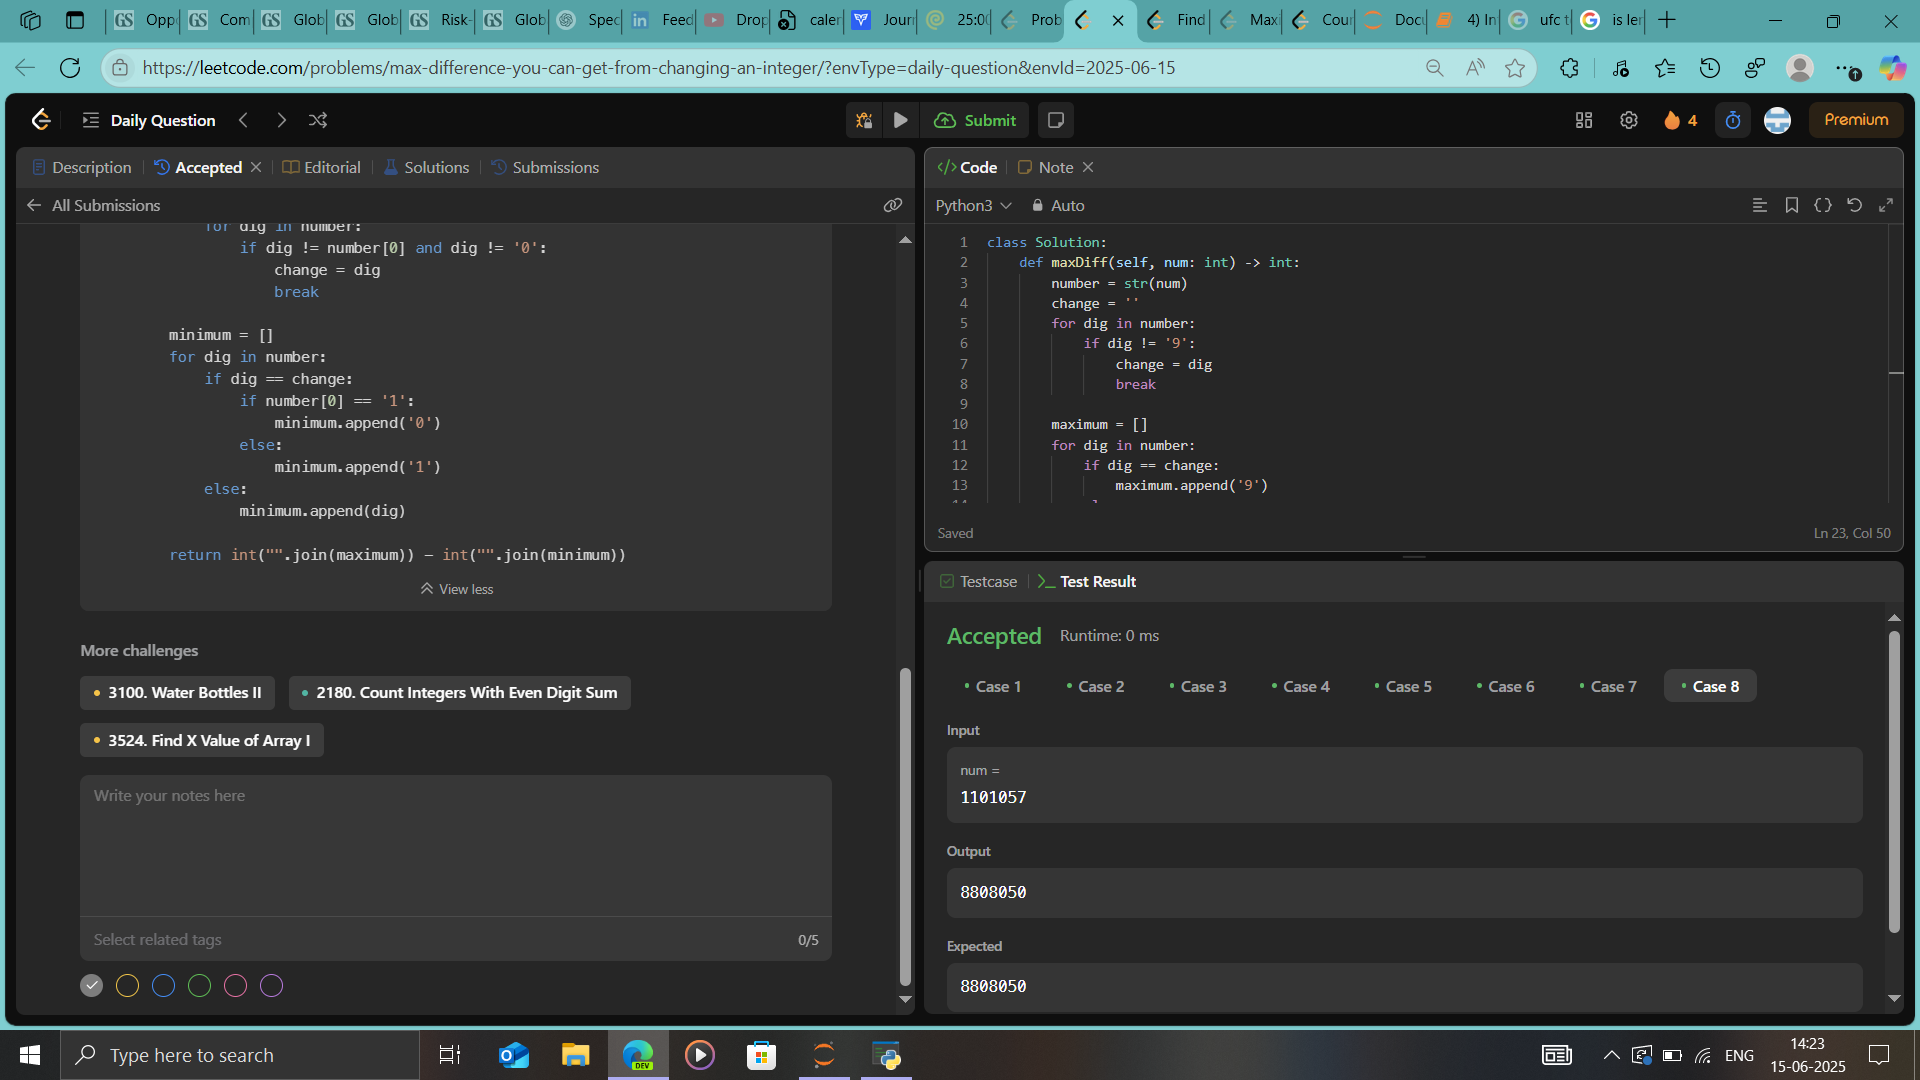 Oppo
Com
Glob
Glob
Risk-
Glob
Spec
Feed
Drop
caler
Journ
25:00
Prob
Find
Max
Cour
Docu
4) In
ufc t
is ler
https://leetcode.com/problems/max-difference-you-can-get-from-changing-an-integer/?envType=daily-question&envId=2025-06-15
Daily Question
Submit
4
Premium
Description
Accepted
Editorial
Solutions
Submissions
All Submissions
for dig in number:
if dig != number[0] and dig != '0':
change = dig
break
minimum = []
for dig in number:
if dig == change:
if number[0] == '1':
minimum.append('0')
else:
minimum.append('1')
else:
minimum.append(dig)
return int("".join(maximum)) - int("".join(minimum))
View less
More challenges
3100. Water Bottles II
2180. Count Integers With Even Digit Sum
3524. Find X Value of Array I
Write your notes here
Select related tags
0/5
Code
Note
Python3
Auto
1 class Solution:
2 def maxDiff(self, num: int) -> int:
3 number = str(num)
4 change = ''
5 for dig in number:
6 if dig != '9':
7 change = dig
8 break
9
10 maximum = []
11 for dig in number:
12 if dig == change:
13 maximum.append('9')
Saved
Ln 23, Col 50
Testcase
Test Result
Accepted
Runtime: 0 ms
Case 1
Case 2
Case 3
Case 4
Case 5
Case 6
Case 7
Case 8
Input
num =
1101057
Output
8808050
Expected
8808050
Type here to search
DEV
ENG
14:23
15-06-2025